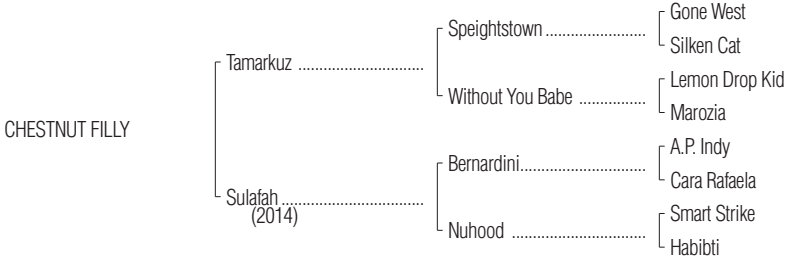 Gone West
Speightstown
Silken Cat
Tamarkuz
Lemon Drop Kid
Without You Babe
Marozia
CHESTNUT FILLY
A.P. Indy
Bernardini
Cara Rafaela
Sulafah
(2014)
Smart Strike
Nuhood
Habibti